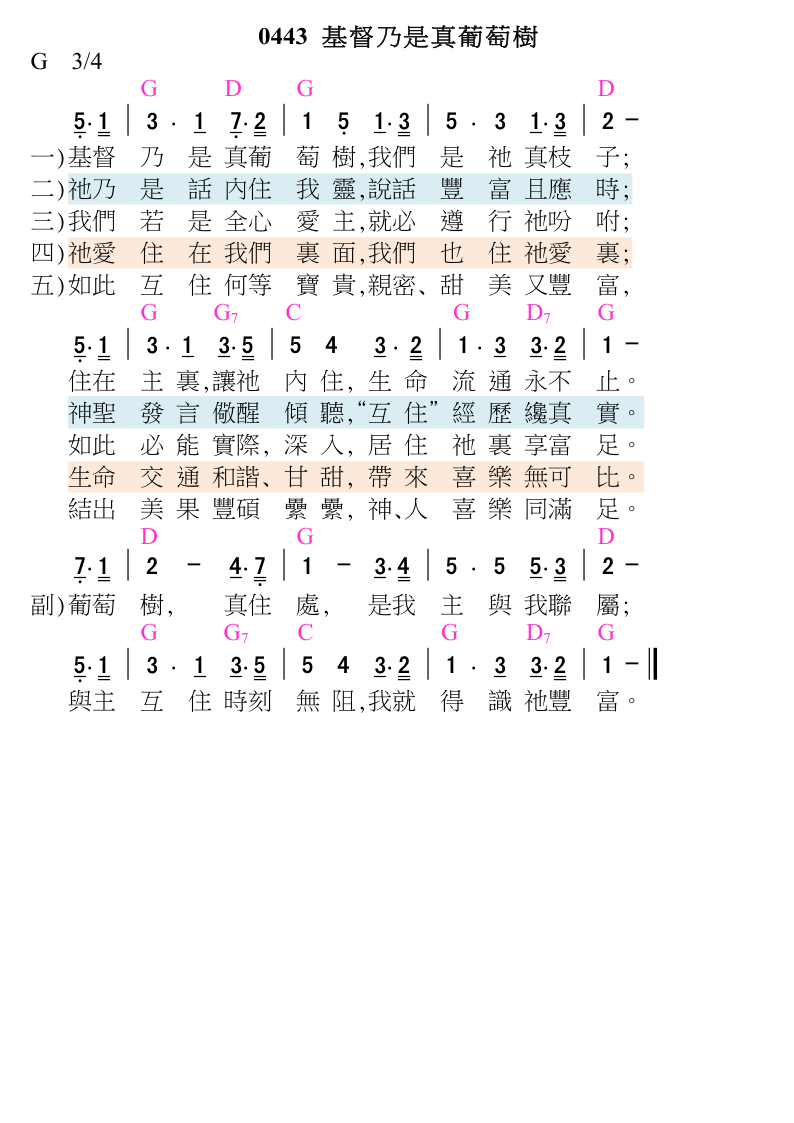 0443 基督乃是真葡萄樹
G 3/4
G D G D
5· 1 | 3 · 1 7· 2 | 1 5 1· 3 | 5 · 3 1· 3 | 2 −
一)基督 乃 是 真葡 萄 樹,我們 是 祂 真枝 子;
二)祂乃 是 話 內住 我 靈,說話 豐 富 且應 時;
三)我們 若 是 全心 愛 主,就必 遵 行 祂吩 咐;
四)祂愛 住 在 我們 裏 面,我們 也 住 祂愛 裏;
五)如此 互 住 何等 寶 貴,親密、甜 美 又豐 富,
G G7 C G D7 G
5· 1 | 3 · 1 3· 5 | 5 4 3 · 2 | 1 · 3 3· 2 | 1 −
住在 主 裏,讓祂 內 住, 生 命 流 通 永不 止。
神聖 發 言 儆醒 傾 聽,“互 住” 經 歷 纔真 實。
如此 必 能 實際, 深 入, 居 住 祂 裏 享富 足。
生命 交 通 和諧、甘 甜, 帶 來 喜 樂 無可 比。
結出 美 果 豐碩 纍 纍, 神、人 喜 樂 同滿 足。
D G D
7· 1 | 2 − 4· 7 | 1 − 3· 4 | 5 · 5 5· 3 | 2 −
副)葡萄 樹, 真住 處, 是我 主 與 我聯 屬;
G G7 C G D7 G
5· 1 | 3 · 1 3· 5 | 5 4 3· 2 | 1 · 3 3· 2 | 1 − ‖
與主 互 住 時刻 無 阻,我就 得 識 祂豐 富。